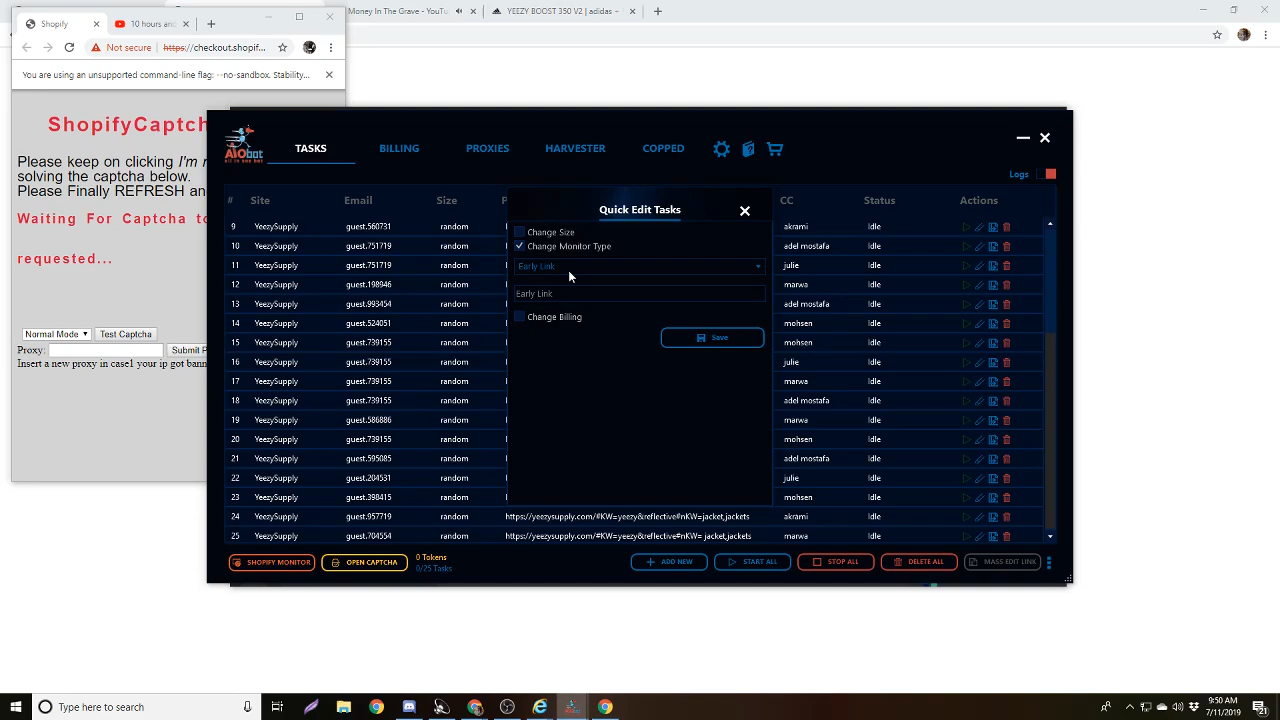 Shopify
10 hours and
Money In The Grave - YouTu
YEEZY BOOST 350 V2 | adidas -
Not secure
https://checkout.shopif...
You are using an unsupported command-line flag: --no-sandbox. Stability...
ShopifyCaptch
Please keep on clicking I'm r
solving the captcha below.
Please Finally REFRESH an
Waiting For Captcha to
requested...
Normal Mode Test Captcha
Proxy: Submit P
Insert a new proxy in case1 your ip got bann
AIObot
all in one bot
TASKS BILLING PROXIES HARVESTER COPPED
Logs
# Site Email Size P CC Status Actions
Quick Edit Tasks
Change Size
Change Monitor Type
Early Link
Early Link
Change Billing
Save
9 YeezySupply guest.560731 random akrami Idle
10 YeezySupply guest.751719 random adel mostafa Idle
11 YeezySupply guest.751719 random julie Idle
12 YeezySupply guest.198946 random marwa Idle
13 YeezySupply guest.993454 random adel mostafa Idle
14 YeezySupply guest.524051 random mohsen Idle
15 YeezySupply guest.739155 random mohsen Idle
16 YeezySupply guest.739155 random julie Idle
17 YeezySupply guest.739155 random marwa Idle
18 YeezySupply guest.739155 random adel mostafa Idle
19 YeezySupply guest.586886 random marwa Idle
20 YeezySupply guest.739155 random mohsen Idle
21 YeezySupply guest.595085 random adel mostafa Idle
22 YeezySupply guest.204531 random julie Idle
23 YeezySupply guest.398415 random mohsen Idle
24 YeezySupply guest.957719 random https://yeezysupply.com/#KW=yeezy&reflective#nKW=jacket,jackets akrami Idle
25 YeezySupply guest.704554 random https://yeezysupply.com/#KW=yeezy&reflective#nKW= jacket,jackets marwa Idle
SHOPIFY MONITOR OPEN CAPTCHA
0 Tokens
0/25 Tasks
ADD NEW START ALL STOP ALL DELETE ALL MASS EDIT LINK
Type here to search
9:50 AM
7/11/2019